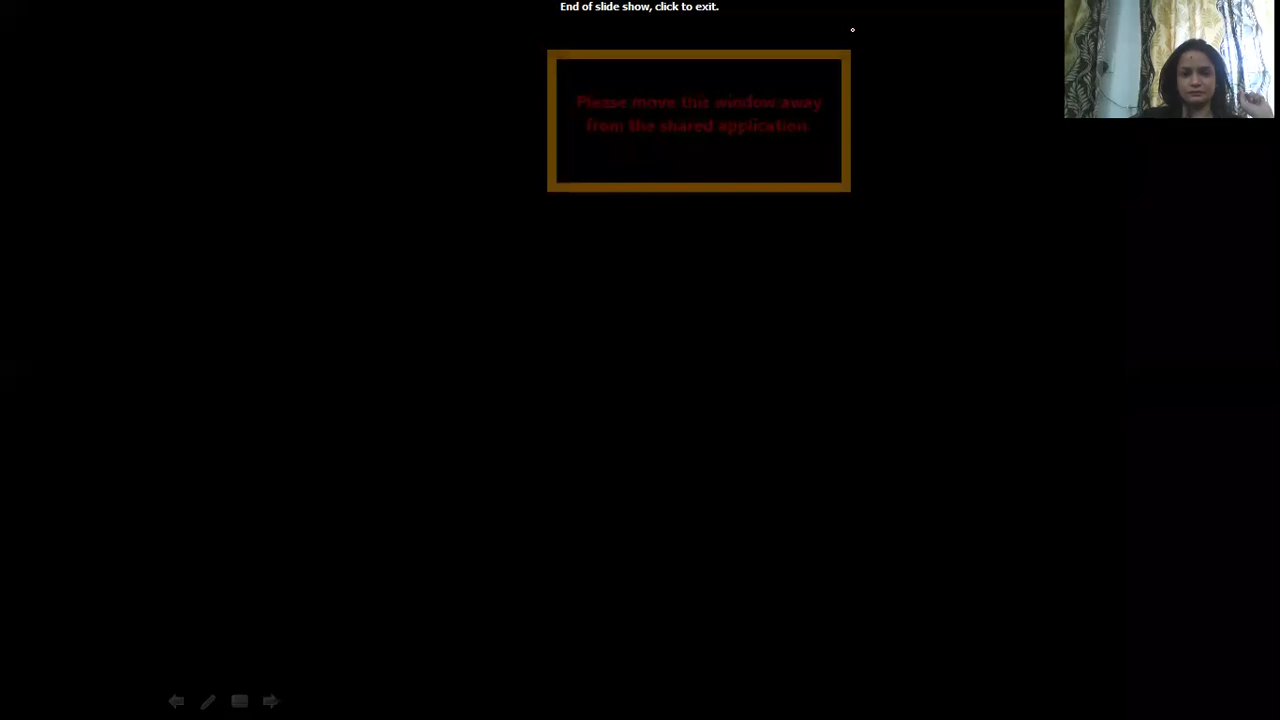 End of slide show, click to exit.
Please move this window away
from the shared application.